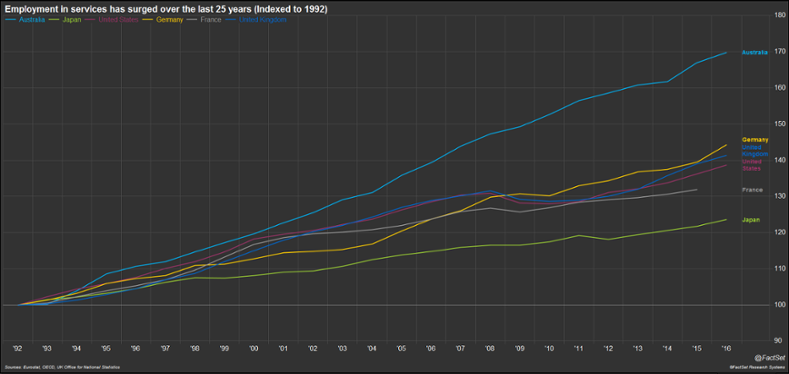 Employment in services has surged over the last 25 years (Indexed to 1992)
Australia Japan United States Germany France United Kingdom
180
170
160
150
140
130
120
110
100
90
Australia
Germany
United
Kingdom
United
States
France
Japan
'92 '93 '94 '95 '96 '97 '98 '99 '00 '01 '02 '03 '04 '05 '06 '07 '08 '09 '10 '11 '12 '13 '14 '15 '16
@FactSet
Sources: Eurostat, OECD, UK Office for National Statistics
©FactSet Research Systems